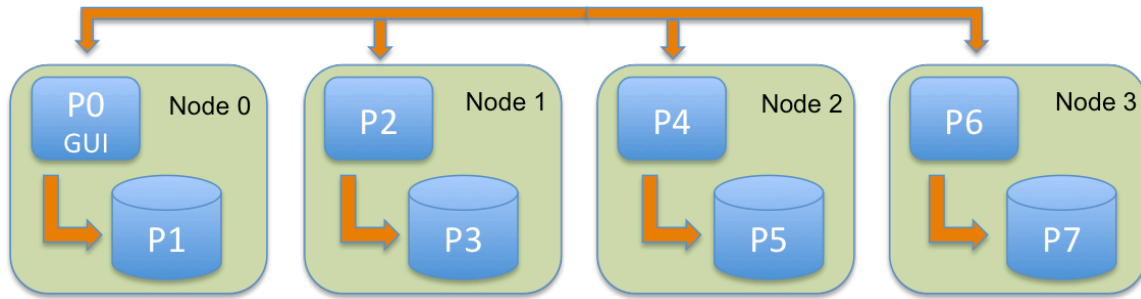 P0
GUI
Node 0
P1
P2
Node 1
P3
P4
Node 2
P5
P6
Node 3
P7